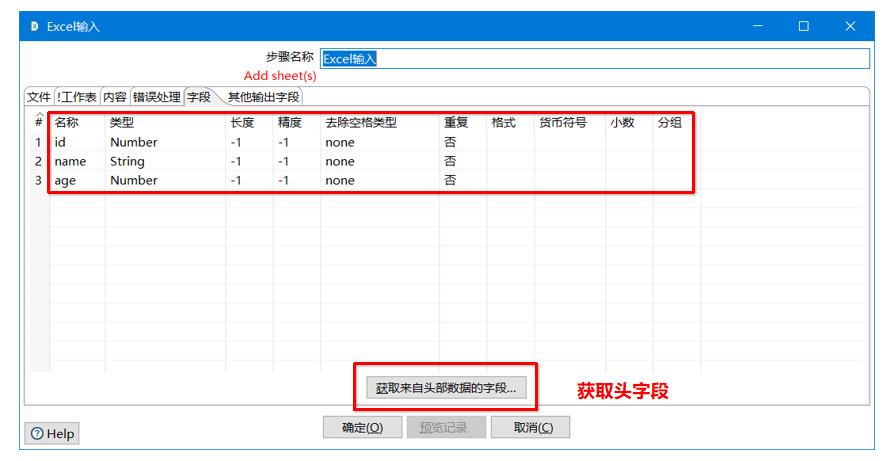 Excel输入
步骤名称 Excel输入
Add sheet(s)
文件 !工作表 内容 错误处理 字段 其他输出字段
# 名称 类型 长度 精度 去除空格类型 重复 格式 货币符号 小数 分组
1 id Number -1 -1 none 否
2 name String -1 -1 none 否
3 age Number -1 -1 none 否
获取来自头部数据的字段... 获取头字段
Help 确定(O) 预览记录 取消(C)